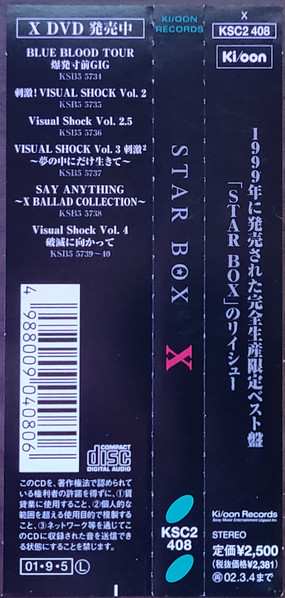 X DVD 発売中
BLUE BLOOD TOUR
爆発寸前GIG
KSB5 5734
刺激! VISUAL SHOCK Vol. 2
KSB5 5735
Visual Shock Vol. 2.5
KSB5 5736
VISUAL SHOCK Vol. 3 刺激²
〜夢の中にだけ生きて〜
KSB5 5737
SAY ANYTHING
〜X BALLAD COLLECTION〜
KSB5 5738
Visual Shock Vol. 4
破滅に向かって
KSB5 5739〜40
4 988009 040806
COMPACT
disc
DIGITAL AUDIO
このCDを、著作権法で認められ
ている権利者の許諾を得ずに、①賃
貸業に使用すること、②個人的な
範囲を超える使用目的で複製すること、③ネットワーク等を通じてこ
のCDに収録された音を送信でき
る状態にすることを禁じます。
01・9・5 L
Ki/oon
RECORDS
STAR BOX
X
KSC2
408
X
KSC2 408
Ki/oon
1999年に発売された完全生産限定ベスト盤
「STAR BOX」のリイシュー
Ki/oon Records
Sony Music Entertainment (Japan) Inc.
STEREO
定価¥2,500
(税抜価格¥2,381)
再 02.3.4まで